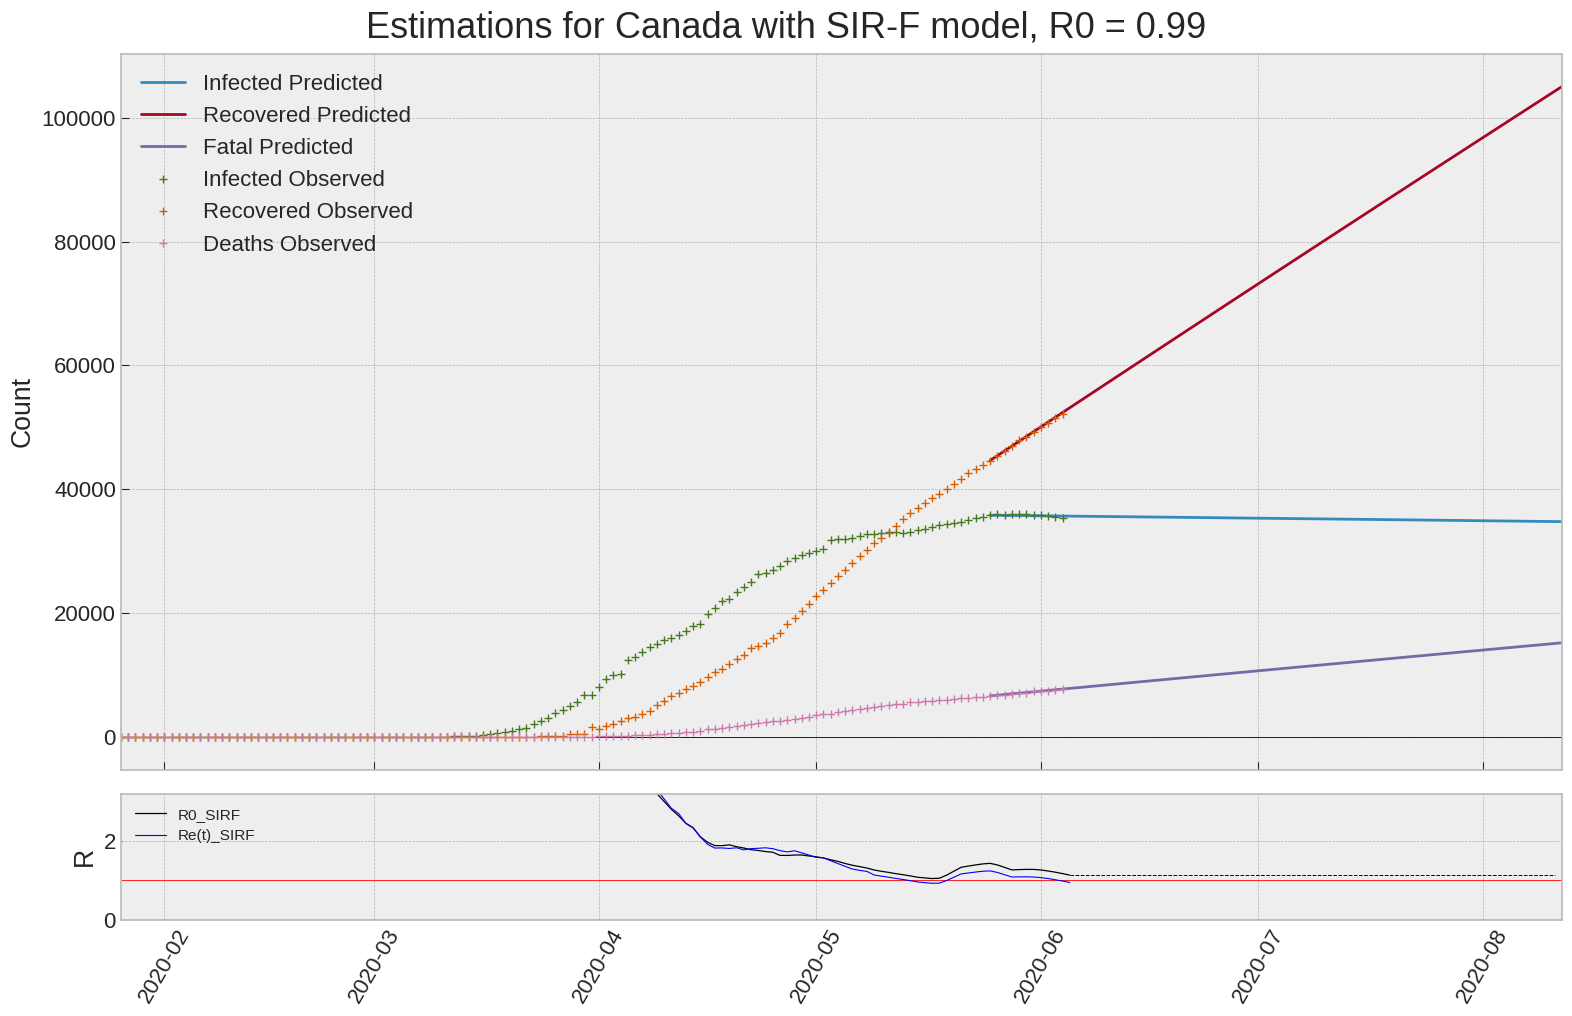 Estimations for Canada with SIR-F model, R0 = 0.99
Infected Predicted
Recovered Predicted
Fatal Predicted
Infected Observed
Recovered Observed
Deaths Observed
100000
80000
60000
40000
20000
0
Count
R0_SIRF
Re(t)_SIRF
2
0
R
2020-02
2020-03
2020-04
2020-05
2020-06
2020-07
2020-08